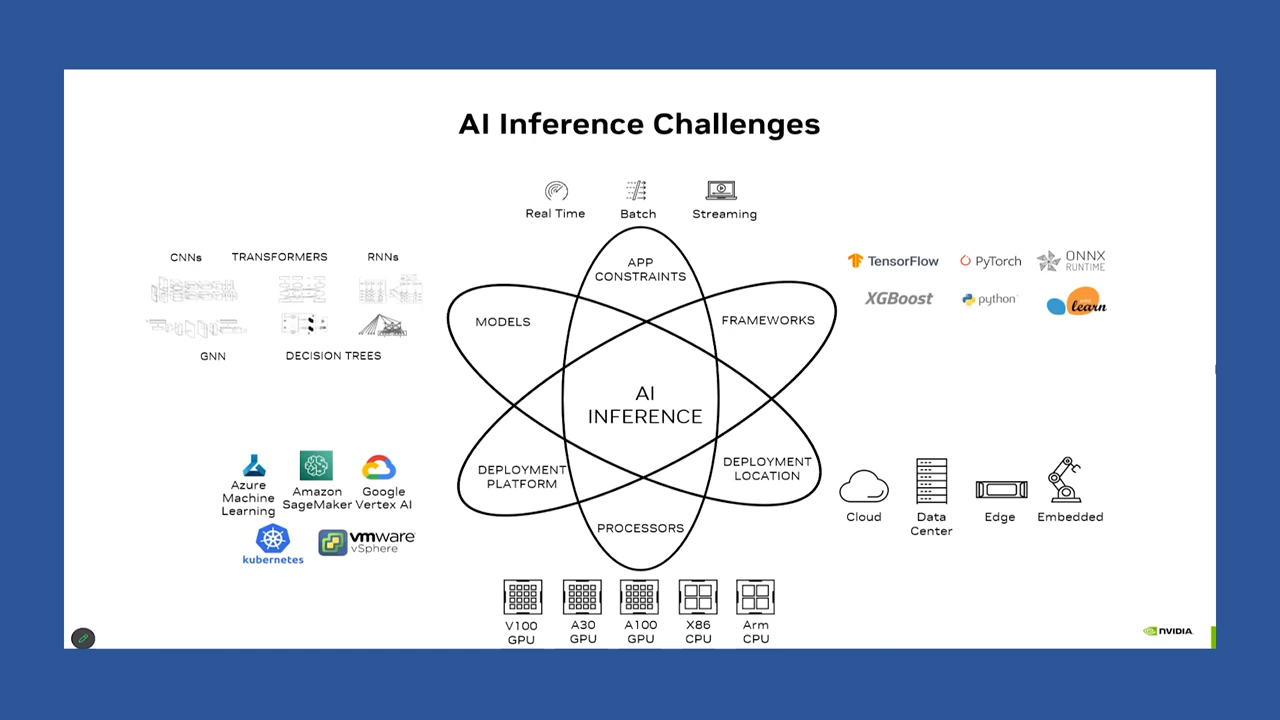 AI Inference Challenges
Real Time
Batch
Streaming
CNNs
TRANSFORMERS
RNNs
GNN
DECISION TREES
APP
CONSTRAINTS
MODELS
FRAMEWORKS
AI
INFERENCE
DEPLOYMENT
PLATFORM
DEPLOYMENT
LOCATION
PROCESSORS
TensorFlow
PyTorch
ONNX
RUNTIME
XGBoost
python
learn
Azure
Machine
Learning
Amazon
SageMaker
Google
Vertex AI
kubernetes
vmware
vSphere
Cloud
Data
Center
Edge
Embedded
V100
GPU
A30
GPU
A100
GPU
X86
CPU
Arm
CPU
NVIDIA